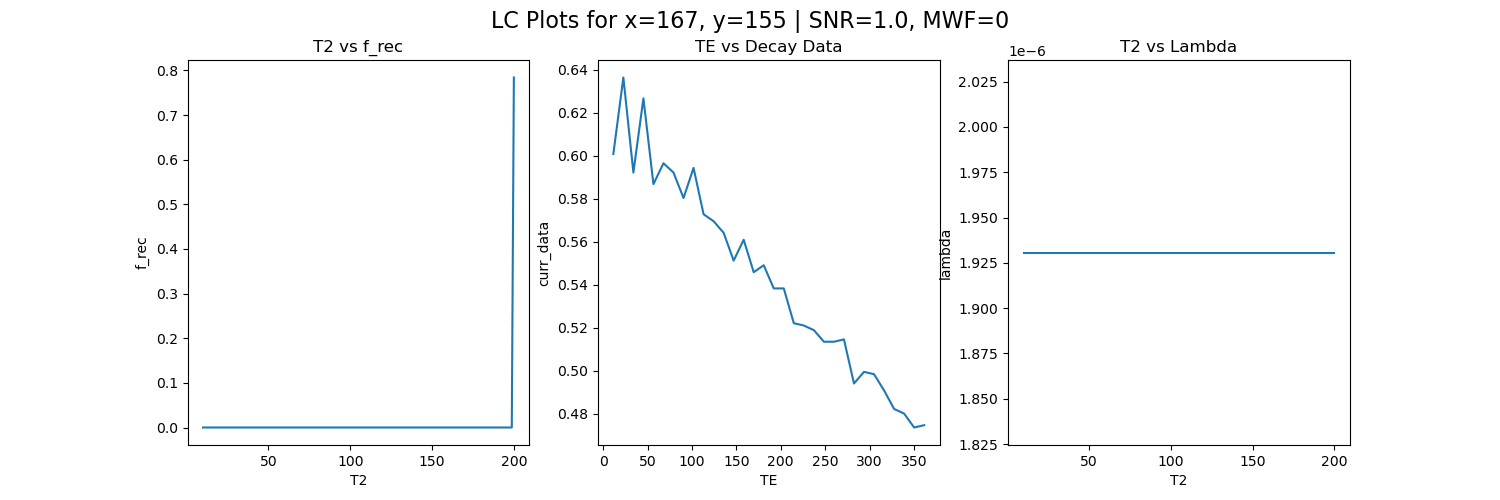 LC Plots for x=167, y=155 | SNR=1.0, MWF=0
T2 vs f_rec
f_rec
0.8
0.7
0.6
0.5
0.4
0.3
0.2
0.1
0.0
50 100 150 200
T2
TE vs Decay Data
curr_data
0.64
0.62
0.60
0.58
0.56
0.54
0.52
0.50
0.48
0 50 100 150 200 250 300 350
TE
T2 vs Lambda
1e−6
lambda
2.025
2.000
1.975
1.950
1.925
1.900
1.875
1.850
1.825
50 100 150 200
T2